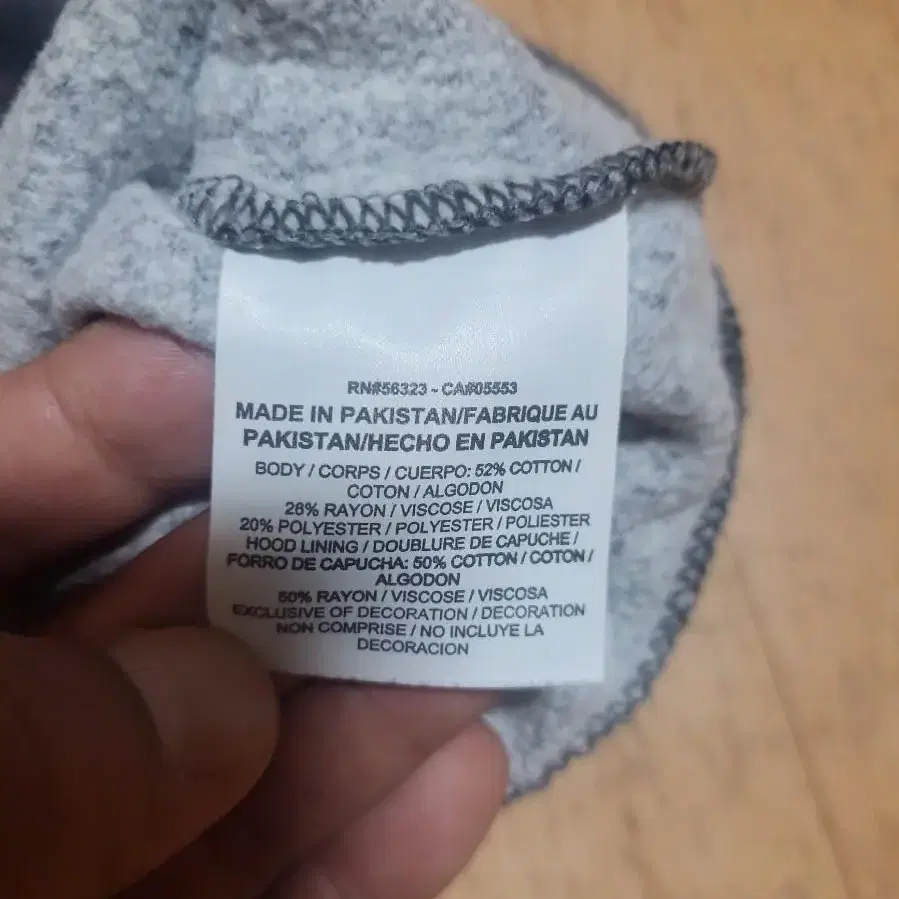 RN#56323 - CA#05553
MADE IN PAKISTAN/FABRIQUE AU
PAKISTAN/HECHO EN PAKISTAN
BODY / CORPS / CUERPO: 52% COTTON /
COTON / ALGODON
28% RAYON / VISCOSE / VISCOSA
20% POLYESTER / POLYESTER / POLIESTER
HOOD LINING / DOUBLURE DE CAPUCHE /
FORRO DE CAPUCHA: 50% COTTON / COTON /
ALGODON
50% RAYON / VISCOSE / VISCOSA
EXCLUSIVE OF DECORATION / DECORATION
NON COMPRISE / NO INCLUYE LA
DECORACION